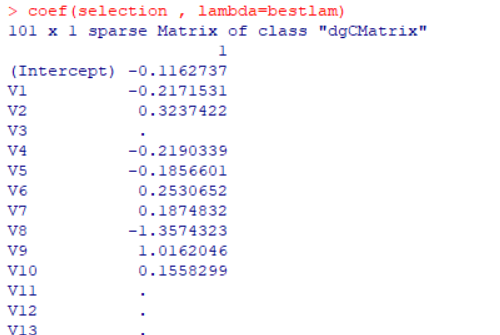 > coef(selection , lambda=bestlam)
101 x 1 sparse Matrix of class "dgCMatrix"
1
(Intercept) -0.1162737
V1 -0.2171531
V2 0.3237422
V3 .
V4 -0.2190339
V5 -0.1856601
V6 0.2530652
V7 0.1874832
V8 -1.3574323
V9 1.0162046
V10 0.1558299
V11 .
V12 .
V13 .